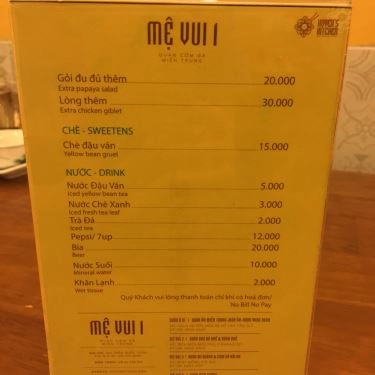 MỆ VUI 1
QUÁN CƠM GÀ
MIỀN TRUNG
Gỏi đu đủ thêm 20.000
Extra papaya salad
Lòng thêm 30.000
Extra chicken giblet
CHÈ - SWEETENS
Chè đậu ván 15.000
Yellow bean gruel
NƯỚC - DRINK
Nước Đậu Ván 5.000
Iced yellow bean tea
Nước Chè Xanh 3.000
Iced fresh tea leaf
Trà Đá 2.000
Iced tea
Pepsi/ 7up 12.000
Bia 20.000
Beer
Nước Suối 10.000
Mineral water
Khăn Lạnh 2.000
Wet tissue
Quý Khách vui lòng thanh toán chỉ khi có hoá đơn/
No Bill No Pay
MỆ VUI 1
QUÁN CƠM GÀ
MIỀN TRUNG